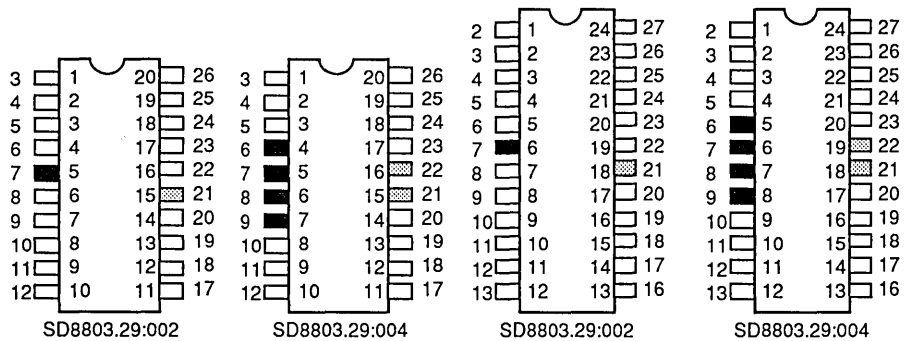 3 1 20 26
4 2 19 25
5 3 18 24
6 4 17 23
7 5 16 22
8 6 15 21
9 7 14 20
10 8 13 19
11 9 12 18
12 10 11 17
SD8803.29:002
3 1 20 26
4 2 19 25
5 3 18 24
6 4 17 23
7 5 16 22
8 6 15 21
9 7 14 20
10 8 13 19
11 9 12 18
12 10 11 17
SD8803.29:004
2 1 24 27
3 2 23 26
4 3 22 25
5 4 21 24
6 5 20 23
7 6 19 22
8 7 18 21
9 8 17 20
10 9 16 19
11 10 15 18
12 11 14 17
13 12 13 16
SD8803.29:002
2 1 24 27
3 2 23 26
4 3 22 25
5 4 21 24
6 5 20 23
7 6 19 22
8 7 18 21
9 8 17 20
10 9 16 19
11 10 15 18
12 11 14 17
13 12 13 16
SD8803.29:004